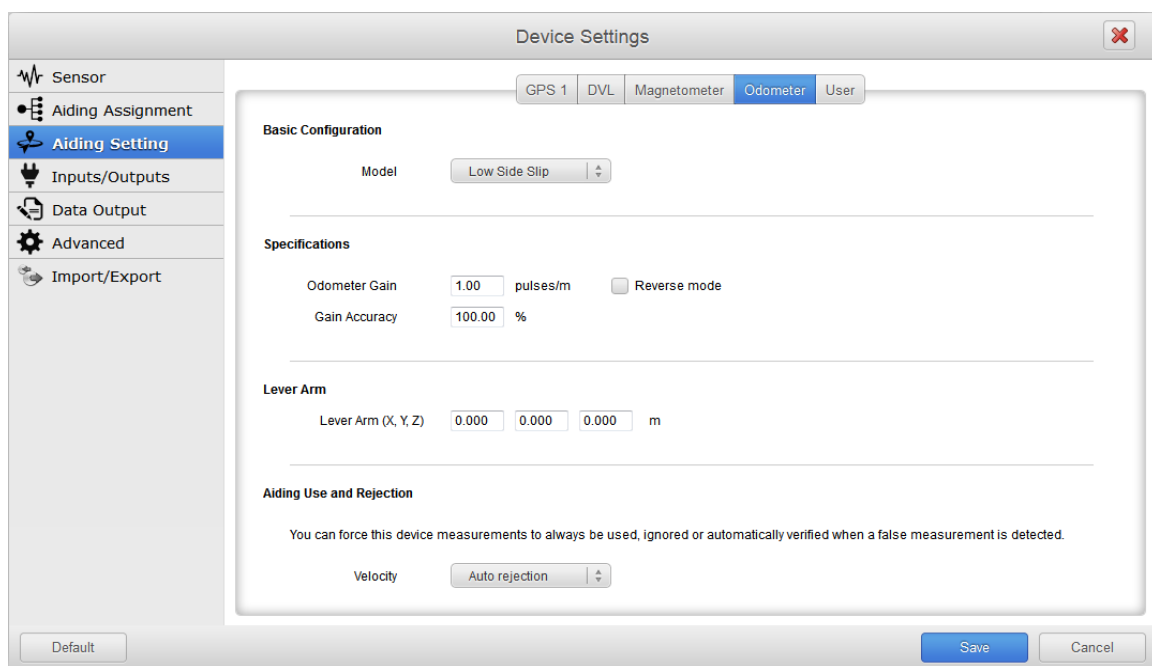 Device Settings
Sensor
Aiding Assignment
Aiding Setting
Inputs/Outputs
Data Output
Advanced
Import/Export
GPS 1 DVL Magnetometer Odometer User
Basic Configuration
Model Low Side Slip
Specifications
Odometer Gain 1.00 pulses/m Reverse mode
Gain Accuracy 100.00 %
Lever Arm
Lever Arm (X, Y, Z) 0.000 0.000 0.000 m
Aiding Use and Rejection
You can force this device measurements to always be used, ignored or automatically verified when a false measurement is detected.
Velocity Auto rejection
Default Save Cancel